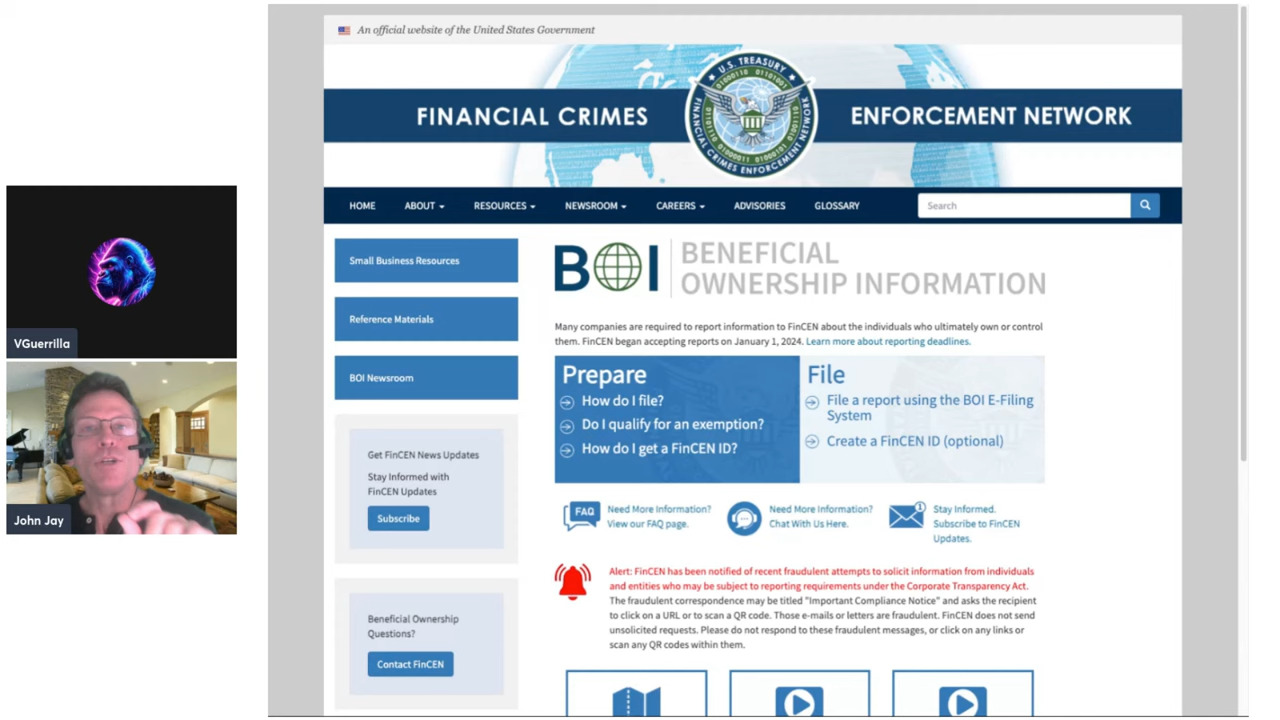 An official website of the United States Government
FINANCIAL CRIMES
ENFORCEMENT NETWORK
U.S. TREASURY
FINANCIAL CRIMES ENFORCEMENT NETWORK
HOME
ABOUT
RESOURCES
NEWSROOM
CAREERS
ADVISORIES
GLOSSARY
Search
Small Business Resources
Reference Materials
BOI Newsroom
Get FinCEN News Updates
Stay Informed with
FinCEN Updates
Subscribe
Beneficial Ownership
Questions?
Contact FinCEN
BOI
BENEFICIAL
OWNERSHIP INFORMATION
Many companies are required to report information to FinCEN about the individuals who ultimately own or control
them. FinCEN began accepting reports on January 1, 2024. Learn more about reporting deadlines.
Prepare
How do I file?
Do I qualify for an exemption?
How do I get a FinCEN ID?
File
File a report using the BOI E-Filing
System
Create a FinCEN ID (optional)
FAQ
Need More Information?
View our FAQ page.
Need More Information?
Chat With Us Here.
1
Stay Informed.
Subscribe to FinCEN
Updates.
Alert: FinCEN has been notified of recent fraudulent attempts to solicit information from individuals
and entities who may be subject to reporting requirements under the Corporate Transparency Act.
The fraudulent correspondence may be titled "Important Compliance Notice" and asks the recipient
to click on a URL or to scan a QR code. Those e-mails or letters are fraudulent. FinCEN does not send
unsolicited requests. Please do not respond to these fraudulent messages, or click on any links or
scan any QR codes within them.
VGuerrilla
John Jay